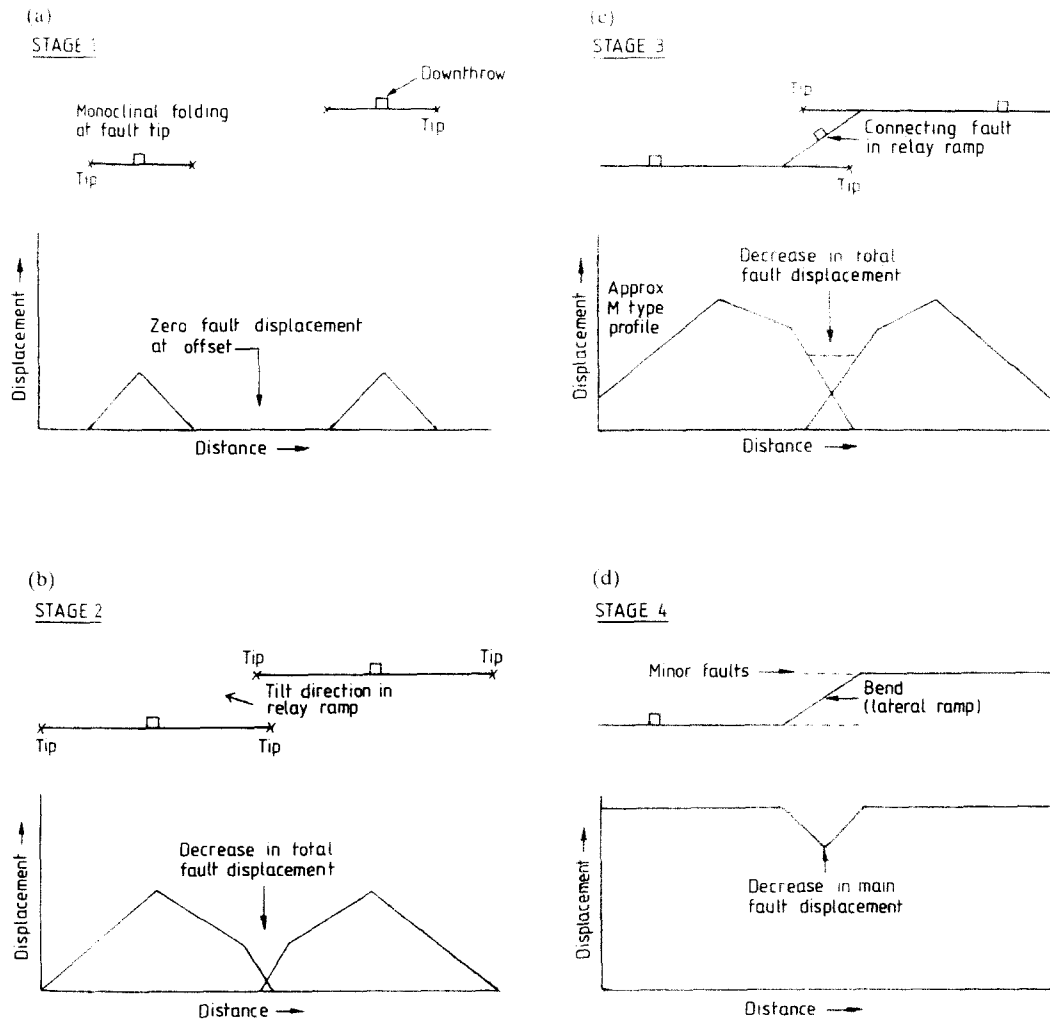 (a)
STAGE 1
Downthrow
Monoclinal folding
at fault tip
Tip
Tip
Displacement
Zero fault displacement
at offset
Distance
(b)
STAGE 2
Tip
Tip
Tilt direction in
relay ramp
Tip
Tip
Decrease in total
fault displacement
Displacement
Distance
(c)
STAGE 3
Tip
Connecting fault
in relay ramp
Tip
Decrease in total
fault displacement
Approx
M type
profile
Displacement
Distance
(d)
STAGE 4
Minor faults
Bend
(lateral ramp)
Displacement
Decrease in main
fault displacement
Distance